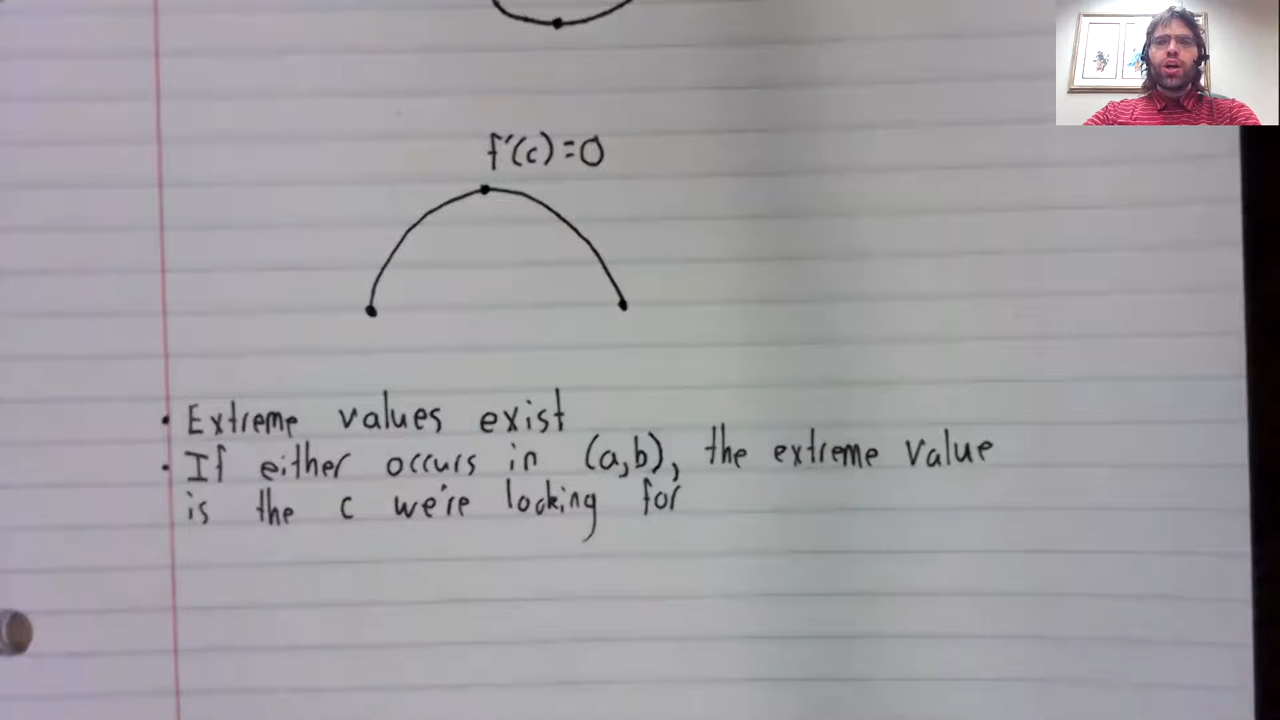 f'(c)=0
• Extreme values exist
• If either occurs in (a,b), the extreme value
is the c we're looking for